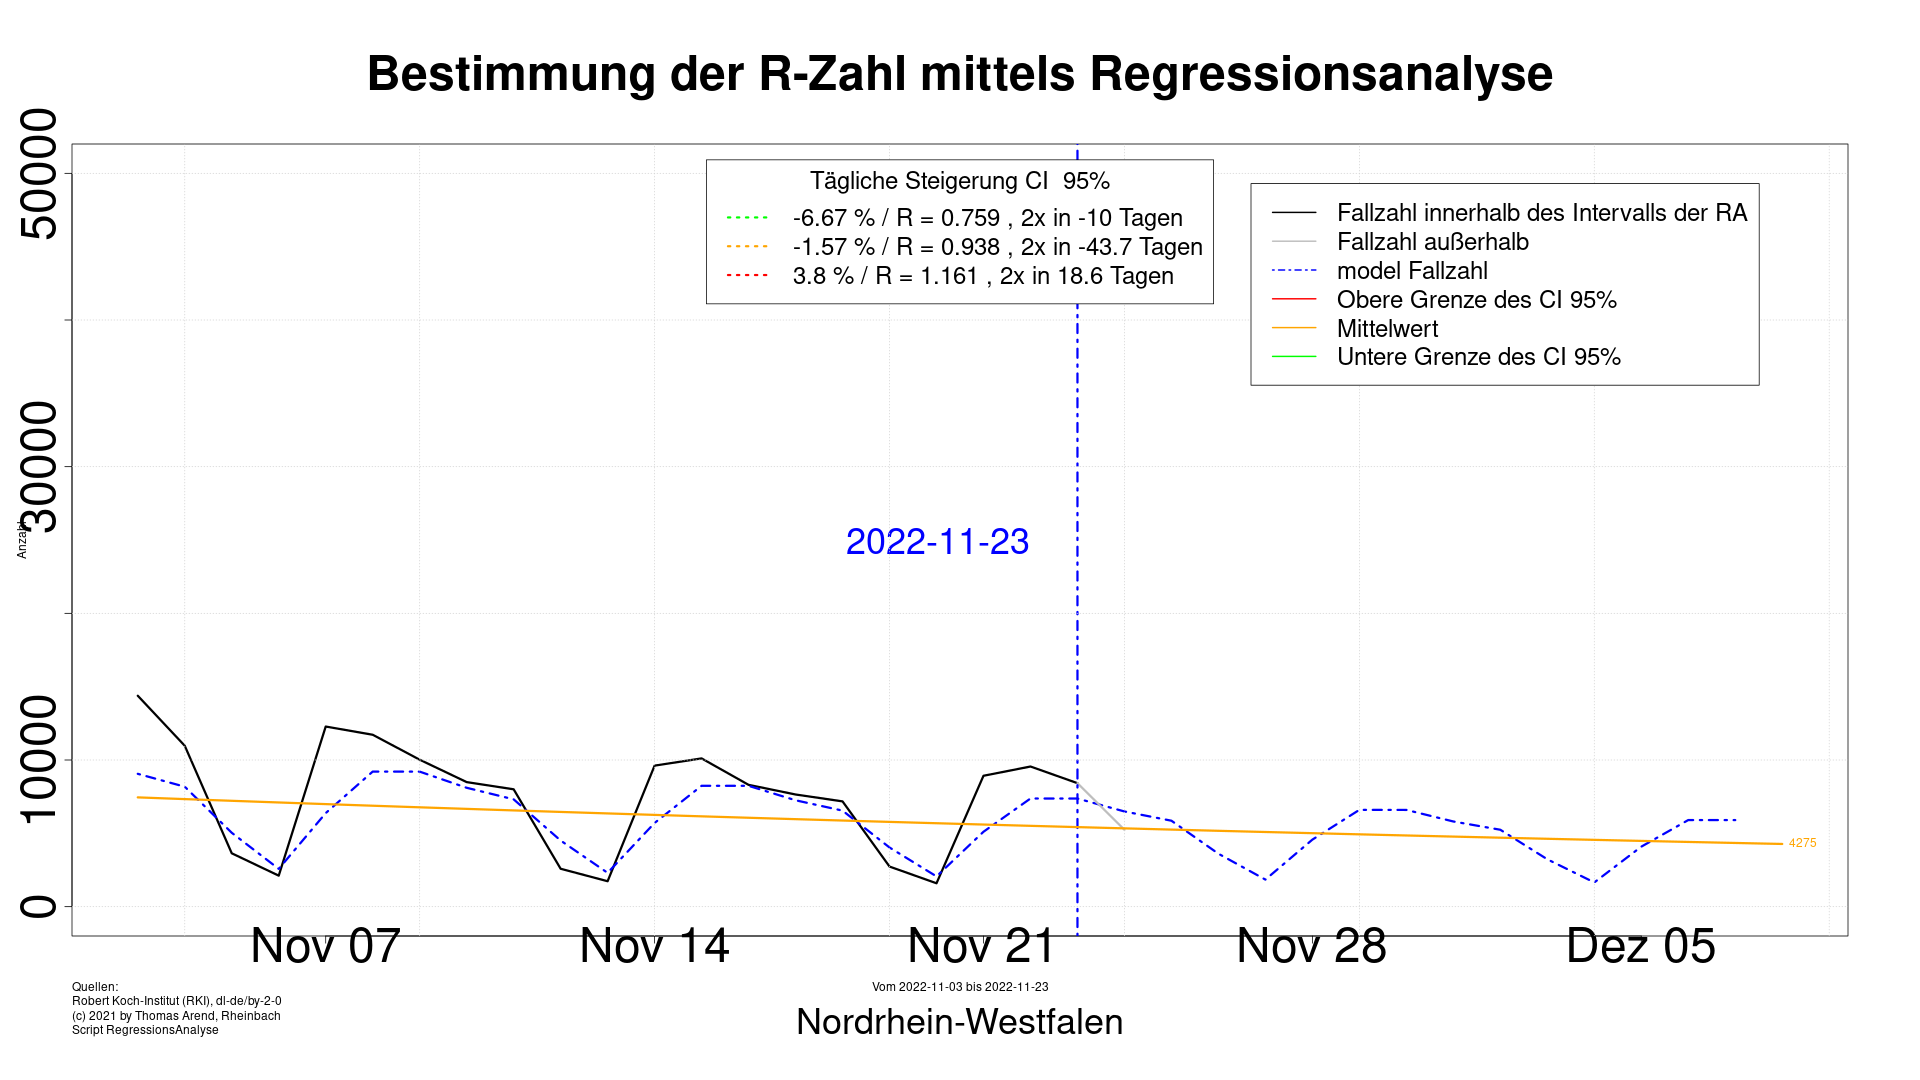 Bestimmung der R-Zahl mittels Regressionsanalyse
50000
30000
10000
0
Anzahl
Tägliche Steigerung CI  95%
-6.67 % / R = 0.759 , 2x in -10 Tagen
-1.57 % / R = 0.938 , 2x in -43.7 Tagen
3.8 % / R = 1.161 , 2x in 18.6 Tagen
Fallzahl innerhalb des Intervalls der RA
Fallzahl außerhalb
model Fallzahl
Obere Grenze des CI 95%
Mittelwert
Untere Grenze des CI 95%
2022-11-23
4275
Nov 07
Nov 14
Nov 21
Nov 28
Dez 05
Quellen:
Robert Koch-Institut (RKI), dl-de/by-2-0
(c) 2021 by Thomas Arend, Rheinbach
Script RegressionsAnalyse
Vom 2022-11-03 bis 2022-11-23
Nordrhein-Westfalen